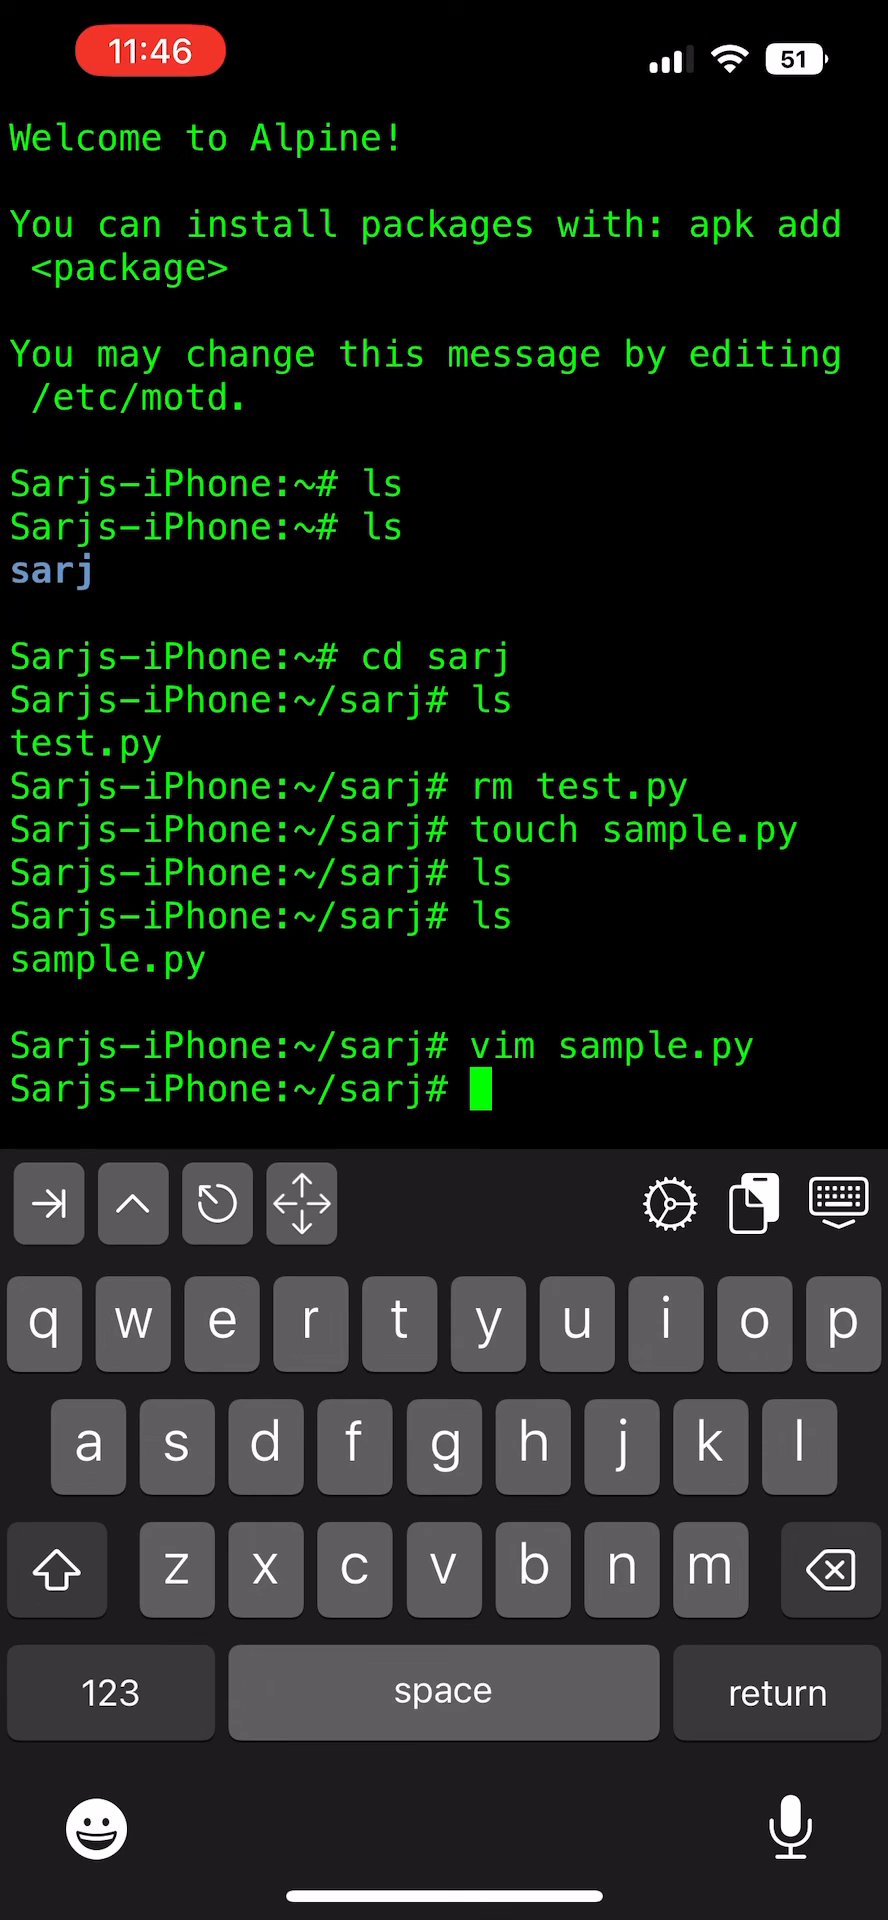 11:46
51
Welcome to Alpine!
You can install packages with: apk add
<package>
You may change this message by editing
/etc/motd.
Sarjs-iPhone:~# ls
Sarjs-iPhone:~# ls
sarj
Sarjs-iPhone:~# cd sarj
Sarjs-iPhone:~/sarj# ls
test.py
Sarjs-iPhone:~/sarj# rm test.py
Sarjs-iPhone:~/sarj# touch sample.py
Sarjs-iPhone:~/sarj# ls
Sarjs-iPhone:~/sarj# ls
sample.py
Sarjs-iPhone:~/sarj# vim sample.py
Sarjs-iPhone:~/sarj#
q w e r t y u i o p
a s d f g h j k l
z x c v b n m
123 space return